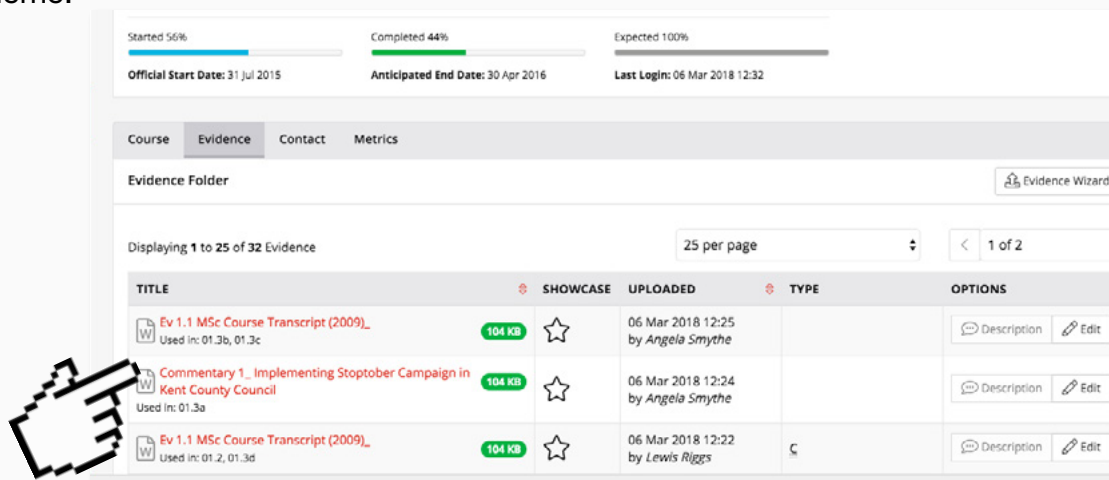 Started 56% Completed 44% Expected 100%
Official Start Date: 31 Jul 2015 Anticipated End Date: 30 Apr 2016 Last Login: 06 Mar 2018 12:32
Course Evidence Contact Metrics
Evidence Folder Evidence Wizard
Displaying 1 to 25 of 32 Evidence 25 per page < 1 of 2
TITLE SHOWCASE UPLOADED TYPE OPTIONS
Ev 1.1 MSc Course Transcript (2009)_ 104 KB 06 Mar 2018 12:25 Description Edit
Used in: 01.3b, 01.3c by Angela Smythe
Commentary 1_ Implementing Stoptober Campaign in 104 KB 06 Mar 2018 12:24 Description Edit
Kent County Council by Angela Smythe
Used in: 01.3a
Ev 1.1 MSc Course Transcript (2009)_ 104 KB 06 Mar 2018 12:22 C Description Edit
Used in: 01.2, 01.3d by Lewis Riggs